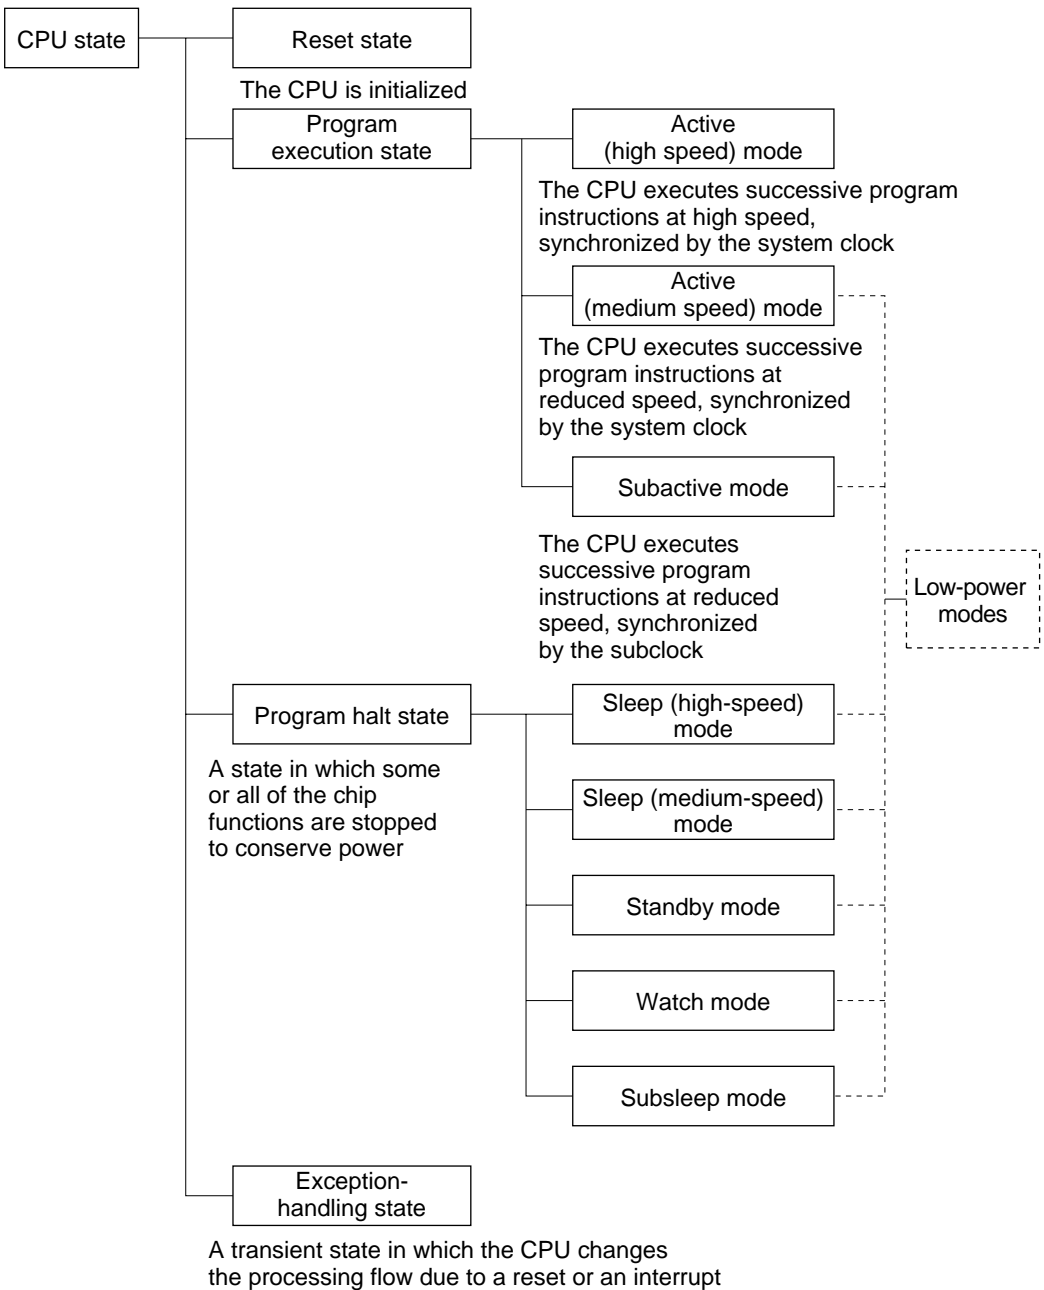 CPU state
Reset state
The CPU is initialized
Program
execution state
Active
(high speed) mode
The CPU executes successive program
instructions at high speed,
synchronized by the system clock
Active
(medium speed) mode
The CPU executes successive
program instructions at
reduced speed, synchronized
by the system clock
Subactive mode
The CPU executes
successive program
instructions at reduced
speed, synchronized
by the subclock
Low-power
modes
Program halt state
A state in which some
or all of the chip
functions are stopped
to conserve power
Sleep (high-speed)
mode
Sleep (medium-speed)
mode
Standby mode
Watch mode
Subsleep mode
Exception-
handling state
A transient state in which the CPU changes
the processing flow due to a reset or an interrupt